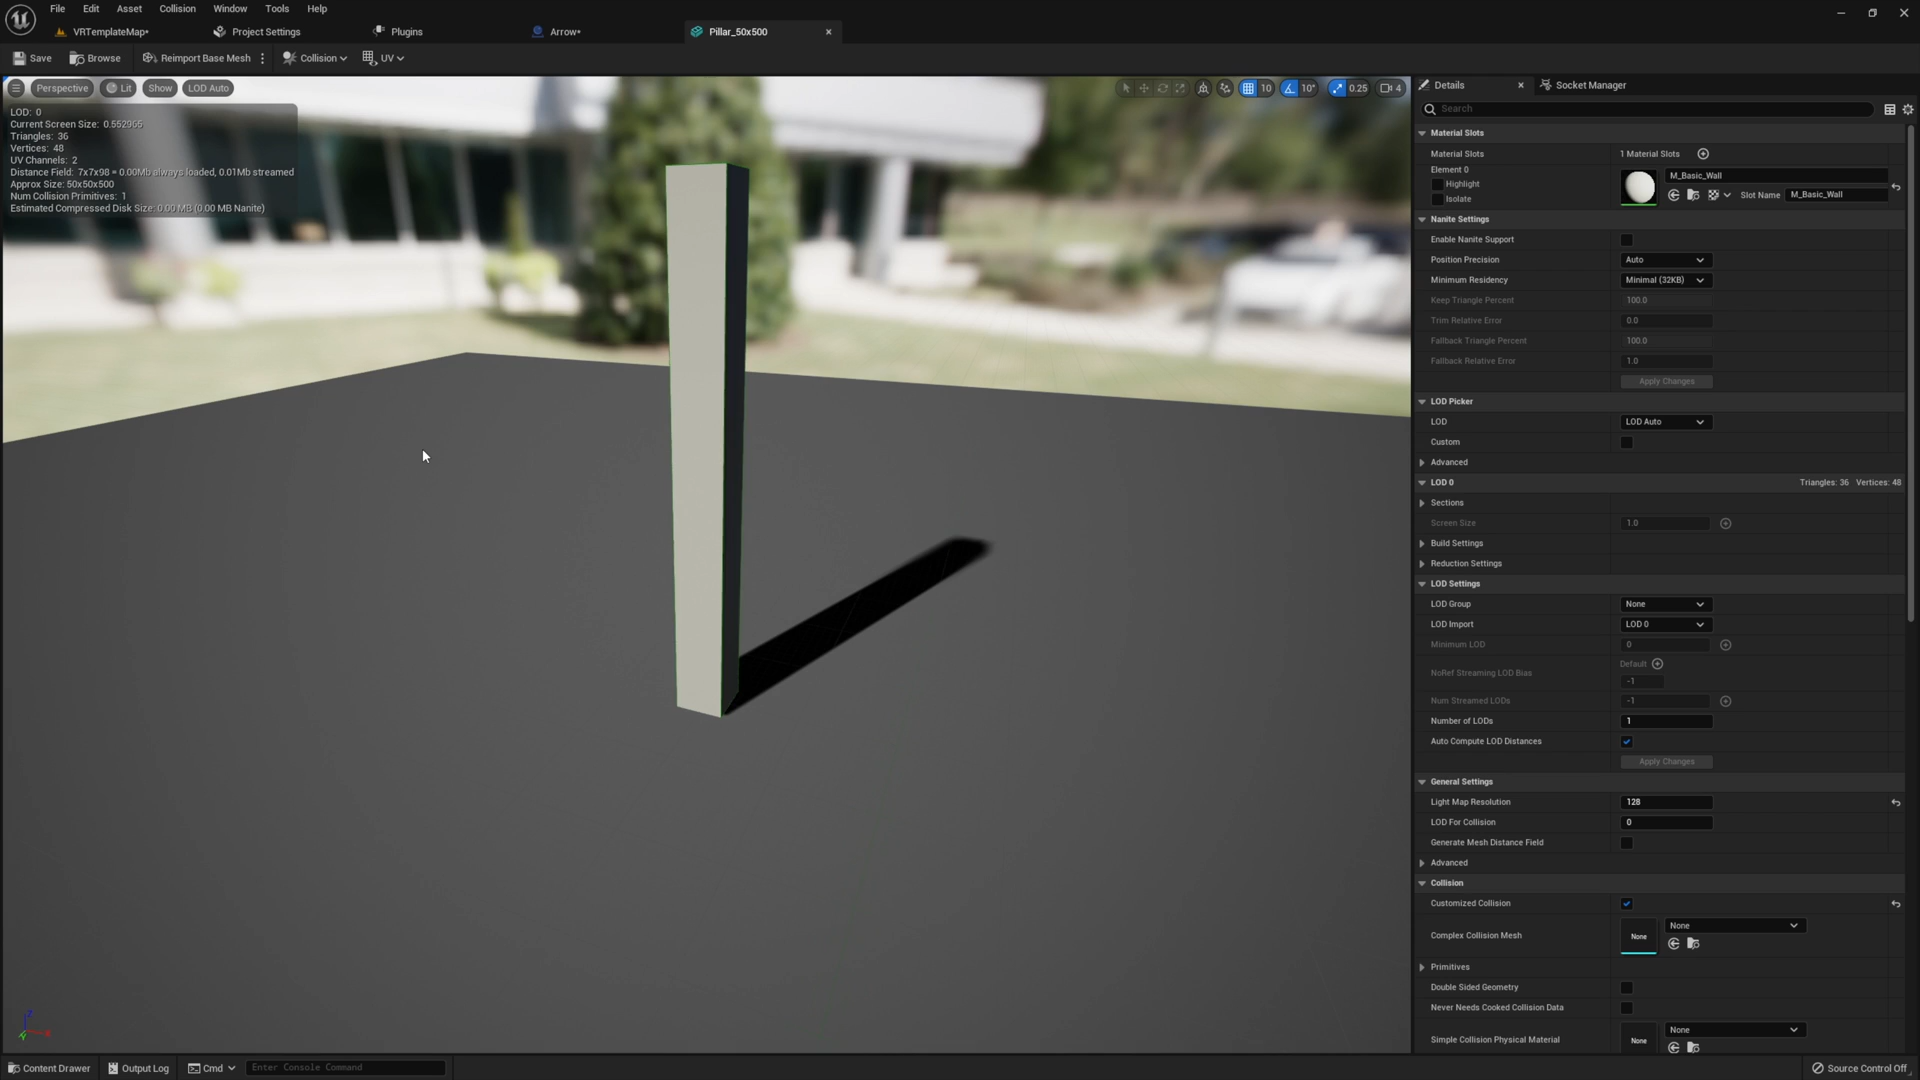 File Edit Asset Collision Window Tools Help
VRTemplateMap* Project Settings Plugins Arrow* Pillar_50x500
Save Browse Reimport Base Mesh Collision UV
Perspective Lit Show LOD Auto 10 10° 0.25 4
LOD: 0
Current Screen Size: 0.552965
Triangles: 36
Vertices: 48
UV Channels: 2
Distance Field: 7x7x98 = 0.00Mb always loaded, 0.01Mb streamed
Approx Size: 50x50x500
Num Collision Primitives: 1
Estimated Compressed Disk Size: 0.00 MB (0.00 MB Nanite)
Z
Details Socket Manager
Search
Material Slots
Material Slots 1 Material Slots
Element 0 M_Basic_Wall
Highlight
Isolate Slot Name M_Basic_Wall
Nanite Settings
Enable Nanite Support
Position Precision Auto
Minimum Residency Minimal (32KB)
Keep Triangle Percent 100.0
Trim Relative Error 0.0
Fallback Triangle Percent 100.0
Fallback Relative Error 1.0
Apply Changes
LOD Picker
LOD LOD Auto
Custom
Advanced
LOD 0 Triangles: 36 Vertices: 48
Sections
Screen Size 1.0
Build Settings
Reduction Settings
LOD Settings
LOD Group None
LOD Import LOD 0
Minimum LOD 0
Default
NoRef Streaming LOD Bias
-1
Num Streamed LODs -1
Number of LODs 1
Auto Compute LOD Distances
Apply Changes
General Settings
Light Map Resolution 128
LOD For Collision 0
Generate Mesh Distance Field
Advanced
Collision
Customized Collision
None
Complex Collision Mesh None
Primitives
Double Sided Geometry
Never Needs Cooked Collision Data
None
Simple Collision Physical Material None
Content Drawer Output Log Cmd Enter Console Command Source Control Off